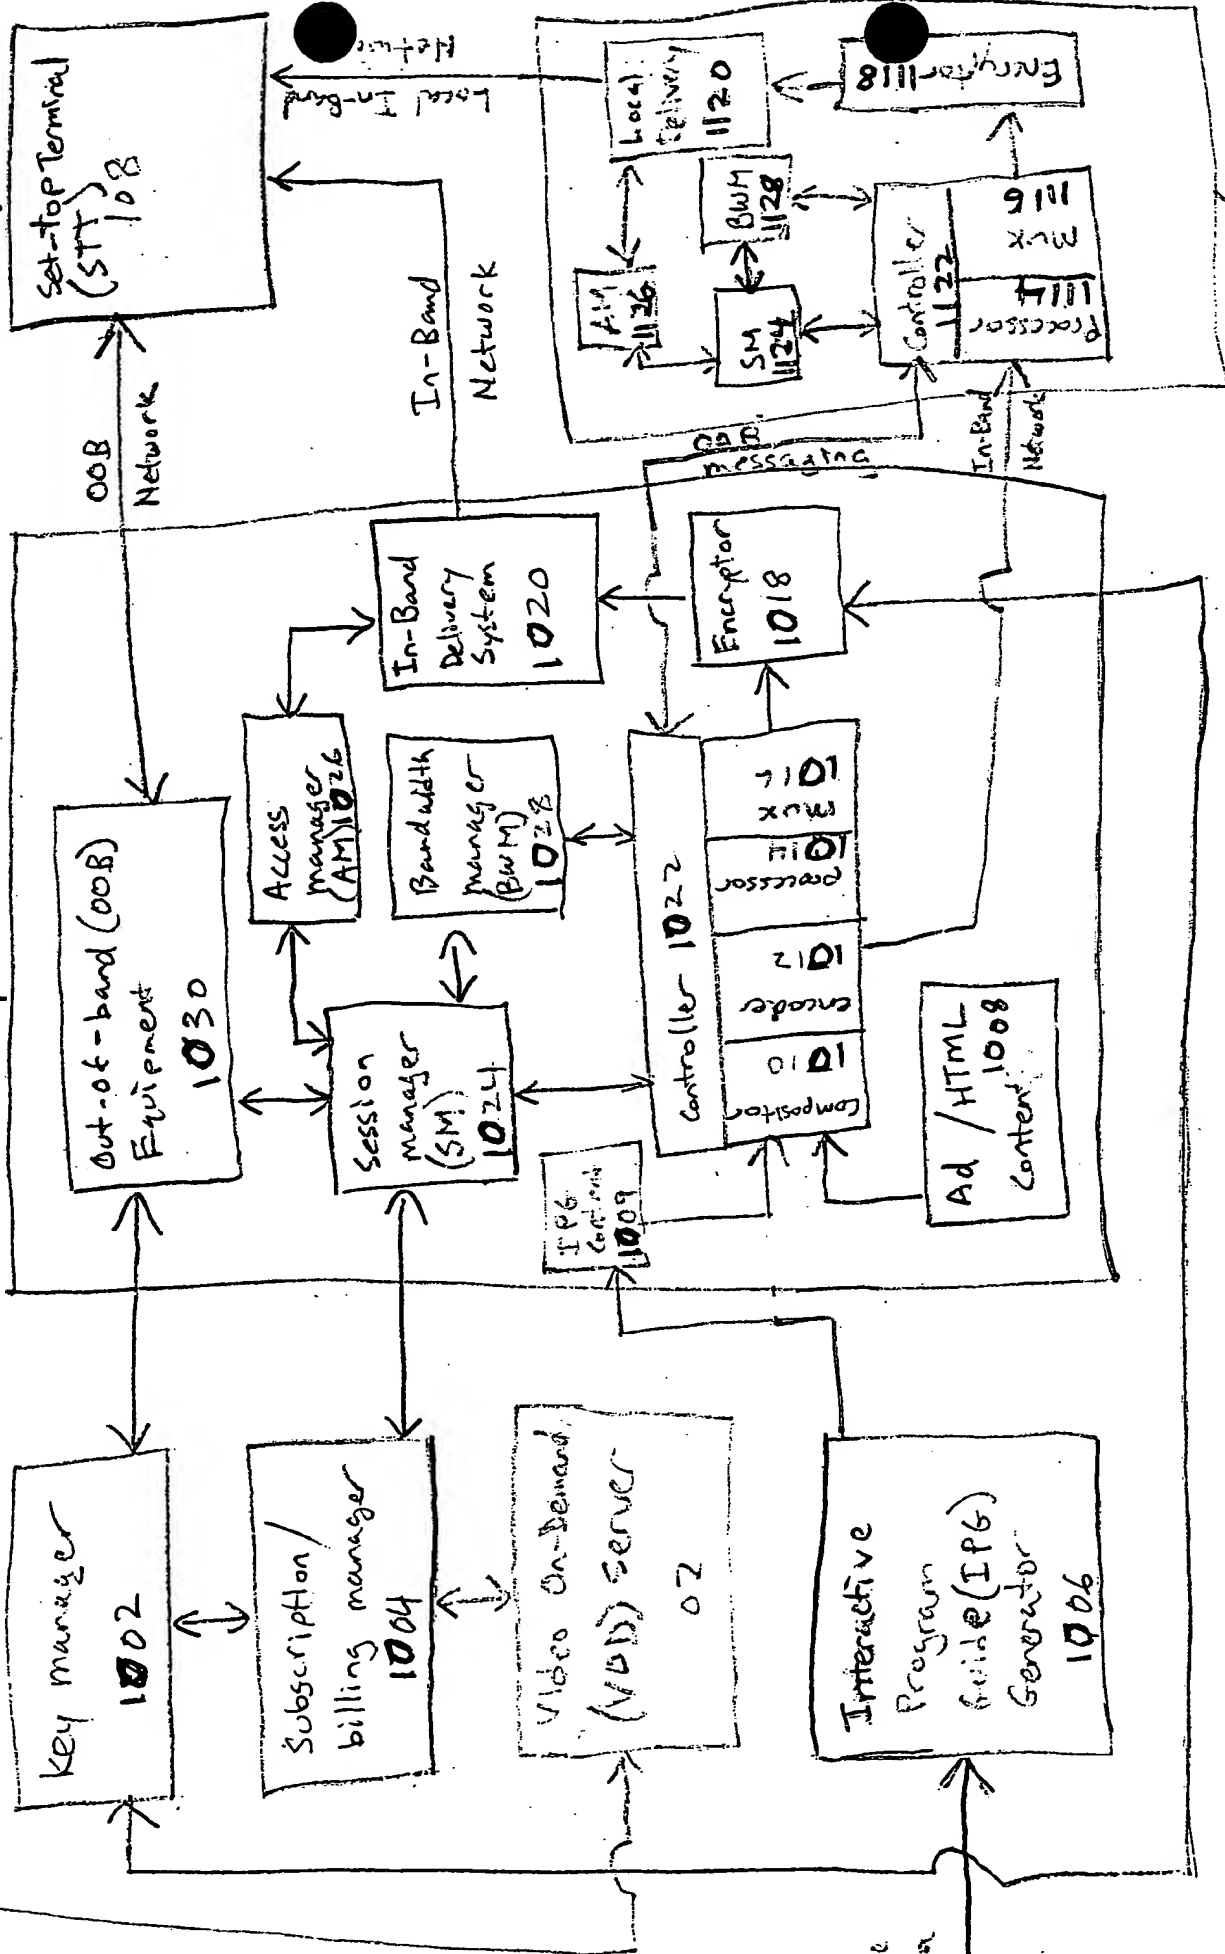 Key manager
1002
Subscription/
billing manager
1004
Video On-Demand
(VOD) Server
02
Interactive
Program
Guide (IPG)
Generator
1006
Out-of-band (OOB)
Equipment
1030
Session
manager
(SM)
1024
Access
manager
(AM) 1026
Bandwidth
manager
(BWM)
1028
IPG
Content
1009
Controller 1022
Compositor
1010
encoder
1012
processor
1014
mux
1016
Ad / HTML
1008
Content
In-Band
Delivery
System
1020
Encryptor
1018
OOB
Network
In-Band
Network
OOB
messaging
In-Band
Network
Set-top Terminal
(STT)
108
Local In-Band
Local
Delivery
1120
AM
1126
BWM
1128
SM
1124
Controller
1122
Processor
1114
mux
1116
Encryptor 1118